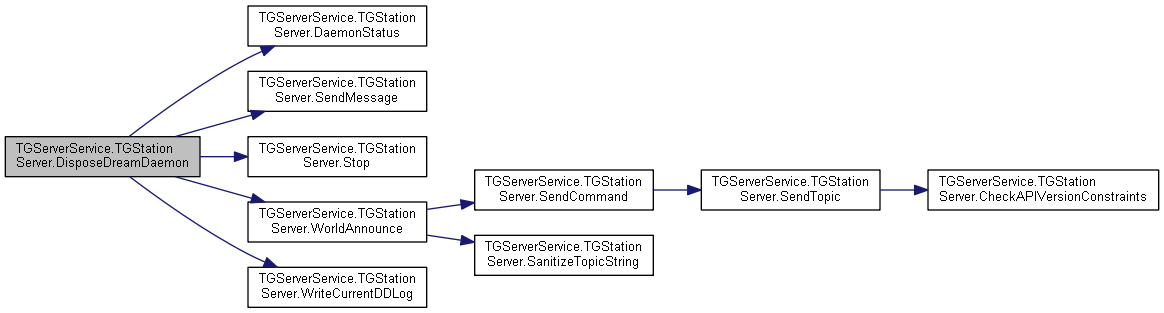 TGServerService.TGStation
Server.DisposeDreamDaemon
TGServerService.TGStation
Server.DaemonStatus
TGServerService.TGStation
Server.SendMessage
TGServerService.TGStation
Server.Stop
TGServerService.TGStation
Server.WorldAnnounce
TGServerService.TGStation
Server.WriteCurrentDDLog
TGServerService.TGStation
Server.SendCommand
TGServerService.TGStation
Server.SanitizeTopicString
TGServerService.TGStation
Server.SendTopic
TGServerService.TGStation
Server.CheckAPIVersionConstraints